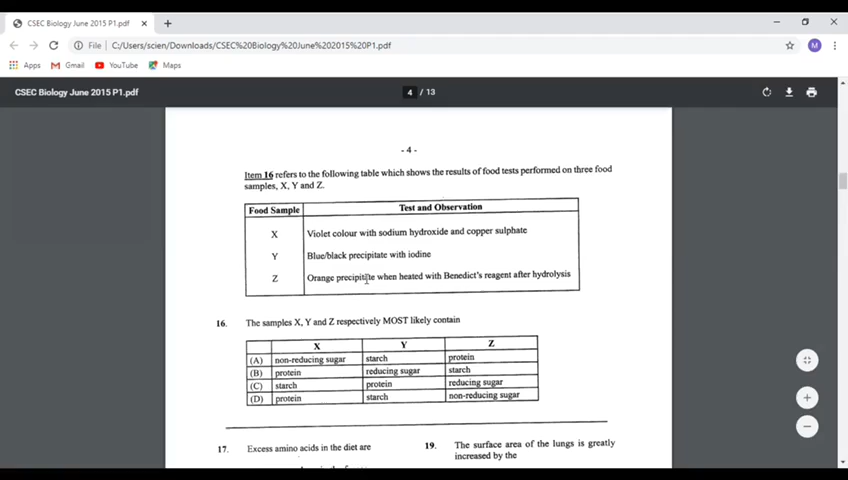 CSEC Biology June 2015 P1.pdf
File C:/Users/scien/Downloads/CSEC%20Biology%20June%202015%20P1.pdf
M
Apps Gmail YouTube Maps
CSEC Biology June 2015 P1.pdf 4 / 13
- 4 -
Item 16 refers to the following table which shows the results of food tests performed on three food
samples, X, Y and Z.
Food Sample Test and Observation
X Violet colour with sodium hydroxide and copper sulphate
Y Blue/black precipitate with iodine
Z Orange precipitite when heated with Benedict's reagent after hydrolysis
16. The samples X, Y and Z respectively MOST likely contain
X Y Z
(A) non-reducing sugar starch protein
(B) protein reducing sugar starch
(C) starch protein reducing sugar
(D) protein starch non-reducing sugar
17. Excess amino acids in the diet are
19. The surface area of the lungs is greatly
increased by the